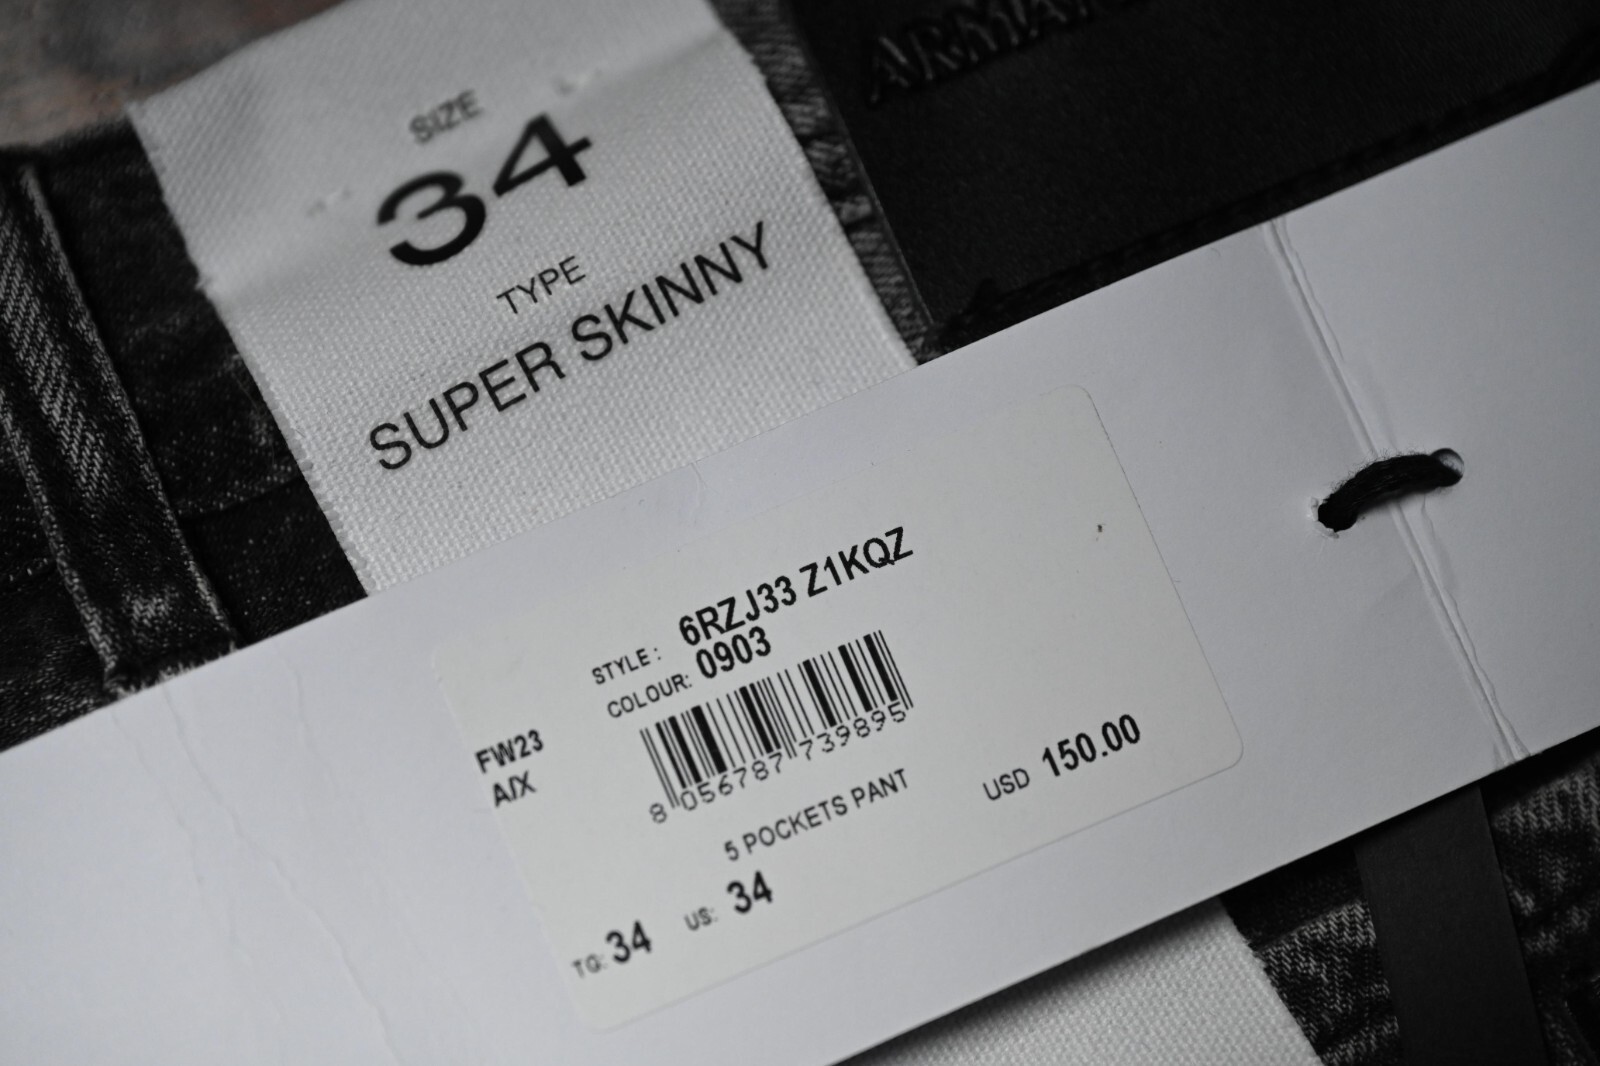 ARMANI
SIZE
34
TYPE
SUPER SKINNY
STYLE: 6RZJ33 Z1KQZ
COLOUR: 0903
FW23
A/X
8 056787 739895
5 POCKETS PANT
USD 150.00
TG: 34 US: 34